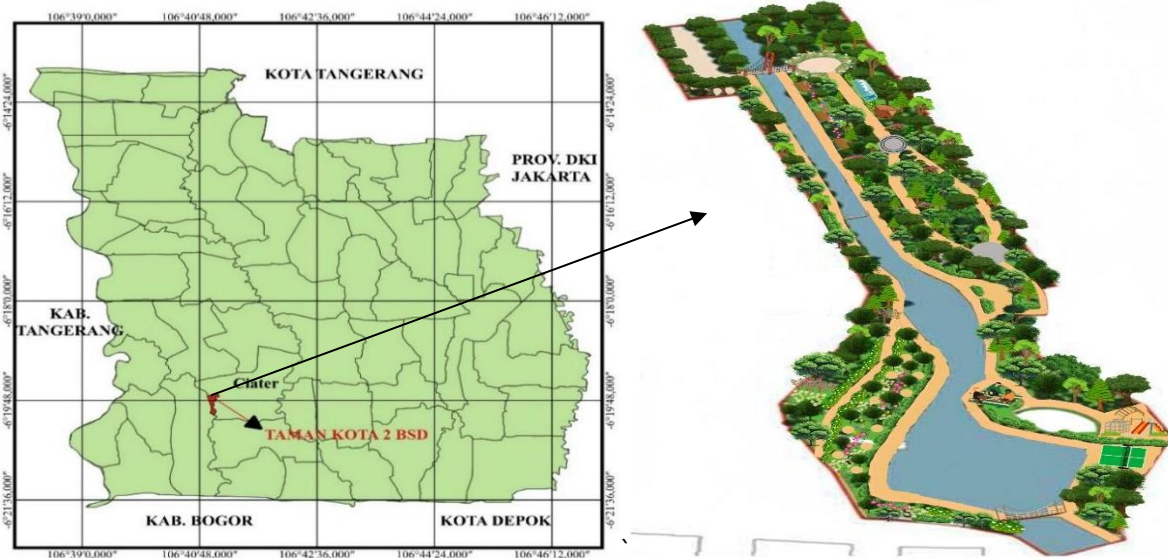 106°39'0,000" 106°40'48,000" 106°42'36,000" 106°44'24,000" 106°46'12,000"
KOTA TANGERANG
-6°14'24,000" -6°14'24,000"
PROV. DKI
JAKARTA
-6°16'12,000" -6°16'12,000"
-6°18'0,000" -6°18'0,000"
KAB.
TANGERANG
Ciater
-6°19'48,000" -6°19'48,000"
TAMAN KOTA 2 BSD
-6°21'36,000" -6°21'36,000"
KAB. BOGOR KOTA DEPOK
106°39'0,000" 106°40'48,000" 106°42'36,000" 106°44'24,000" 106°46'12,000"